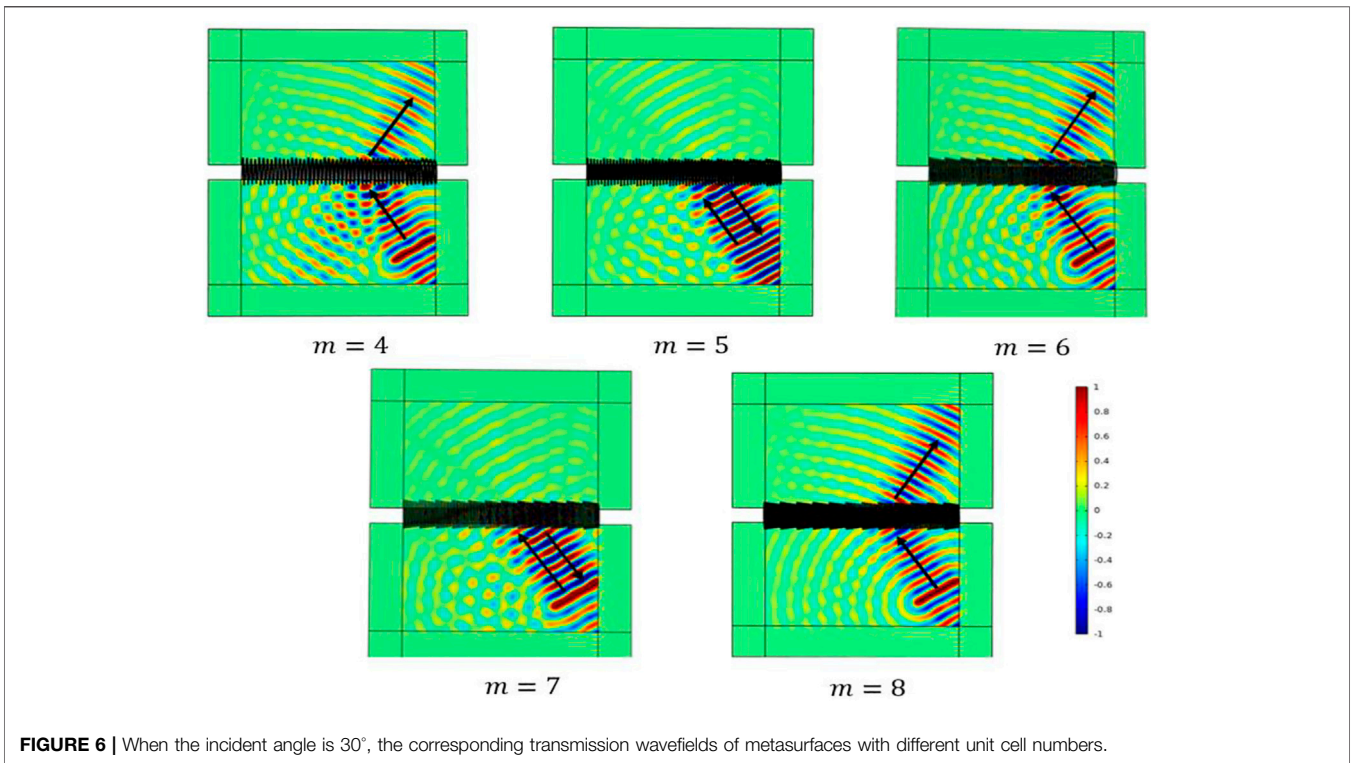 m = 4
m = 5
m = 6
m = 7
m = 8
1
0.8
0.6
0.4
0.2
0
-0.2
-0.4
-0.6
-0.8
-1
FIGURE 6 | When the incident angle is 30°, the corresponding transmission wavefields of metasurfaces with different unit cell numbers.